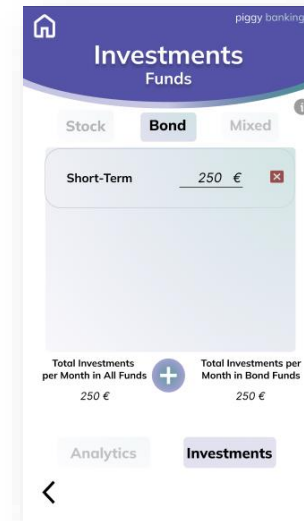 piggy banking
Investments
Funds
i
Stock Bond Mixed
Short-Term 250 €
Total Investments
per Month in All Funds
250 €
+
Total Investments per
Month in Bond Funds
250 €
Analytics Investments